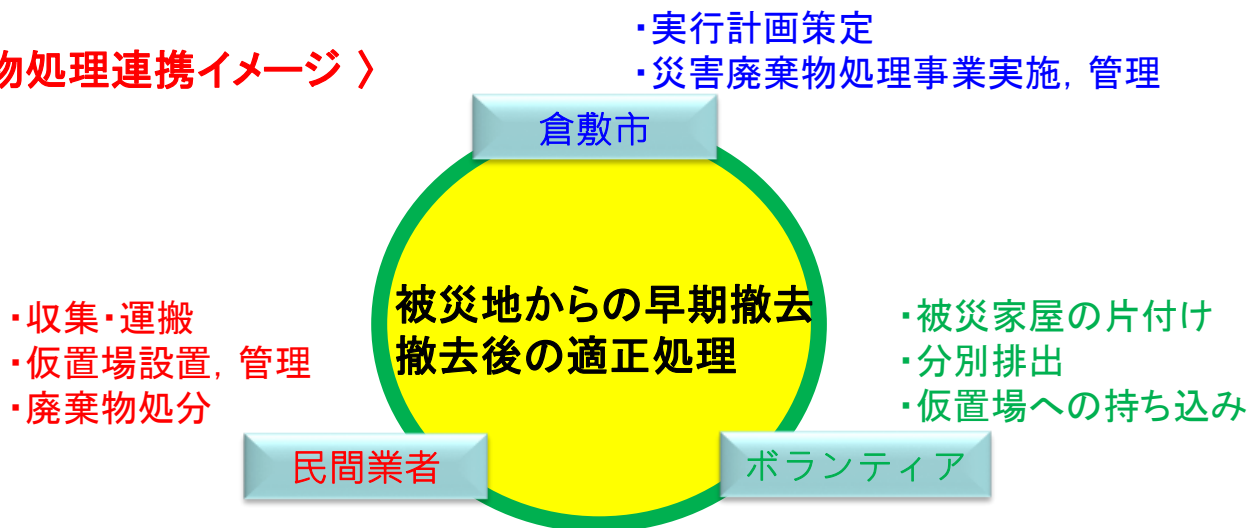 物処理連携イメージ 〉
・実行計画策定
・災害廃棄物処理事業実施, 管理
倉敷市
被災地からの早期撤去
撤去後の適正処理
・収集・運搬
・仮置場設置, 管理
・廃棄物処分
民間業者
・被災家屋の片付け
・分別排出
・仮置場への持ち込み
ボランティア